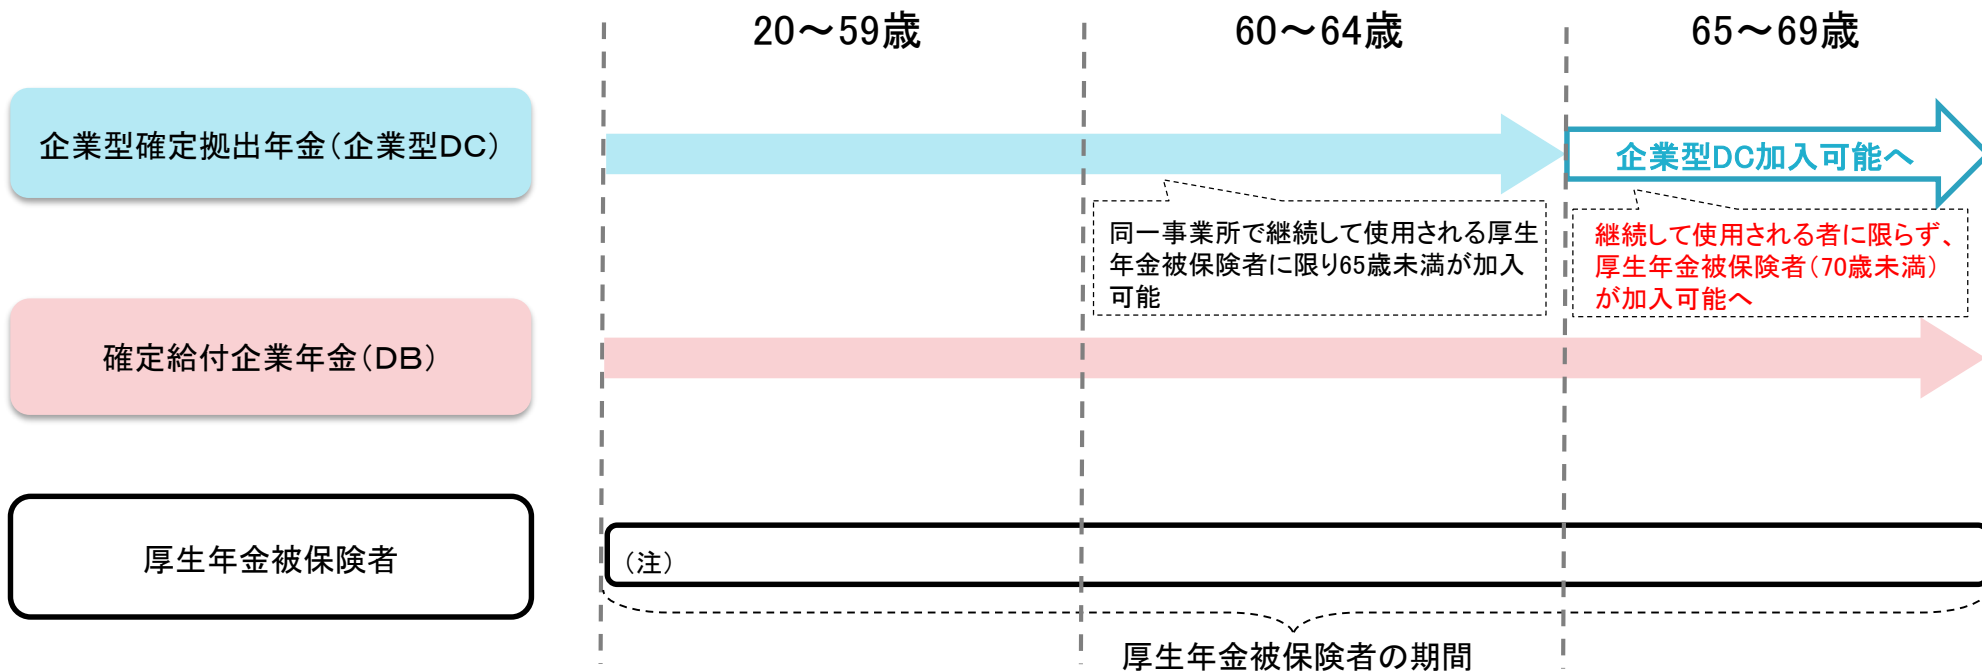 20～59歳
60～64歳
65～69歳
企業型確定拠出年金(企業型DC)
企業型DC加入可能へ
同一事業所で継続して使用される厚生
年金被保険者に限り65歳未満が加入
可能
継続して使用される者に限らず、
厚生年金被保険者(70歳未満)
が加入可能へ
確定給付企業年金(DB)
厚生年金被保険者
(注)
厚生年金被保険者の期間